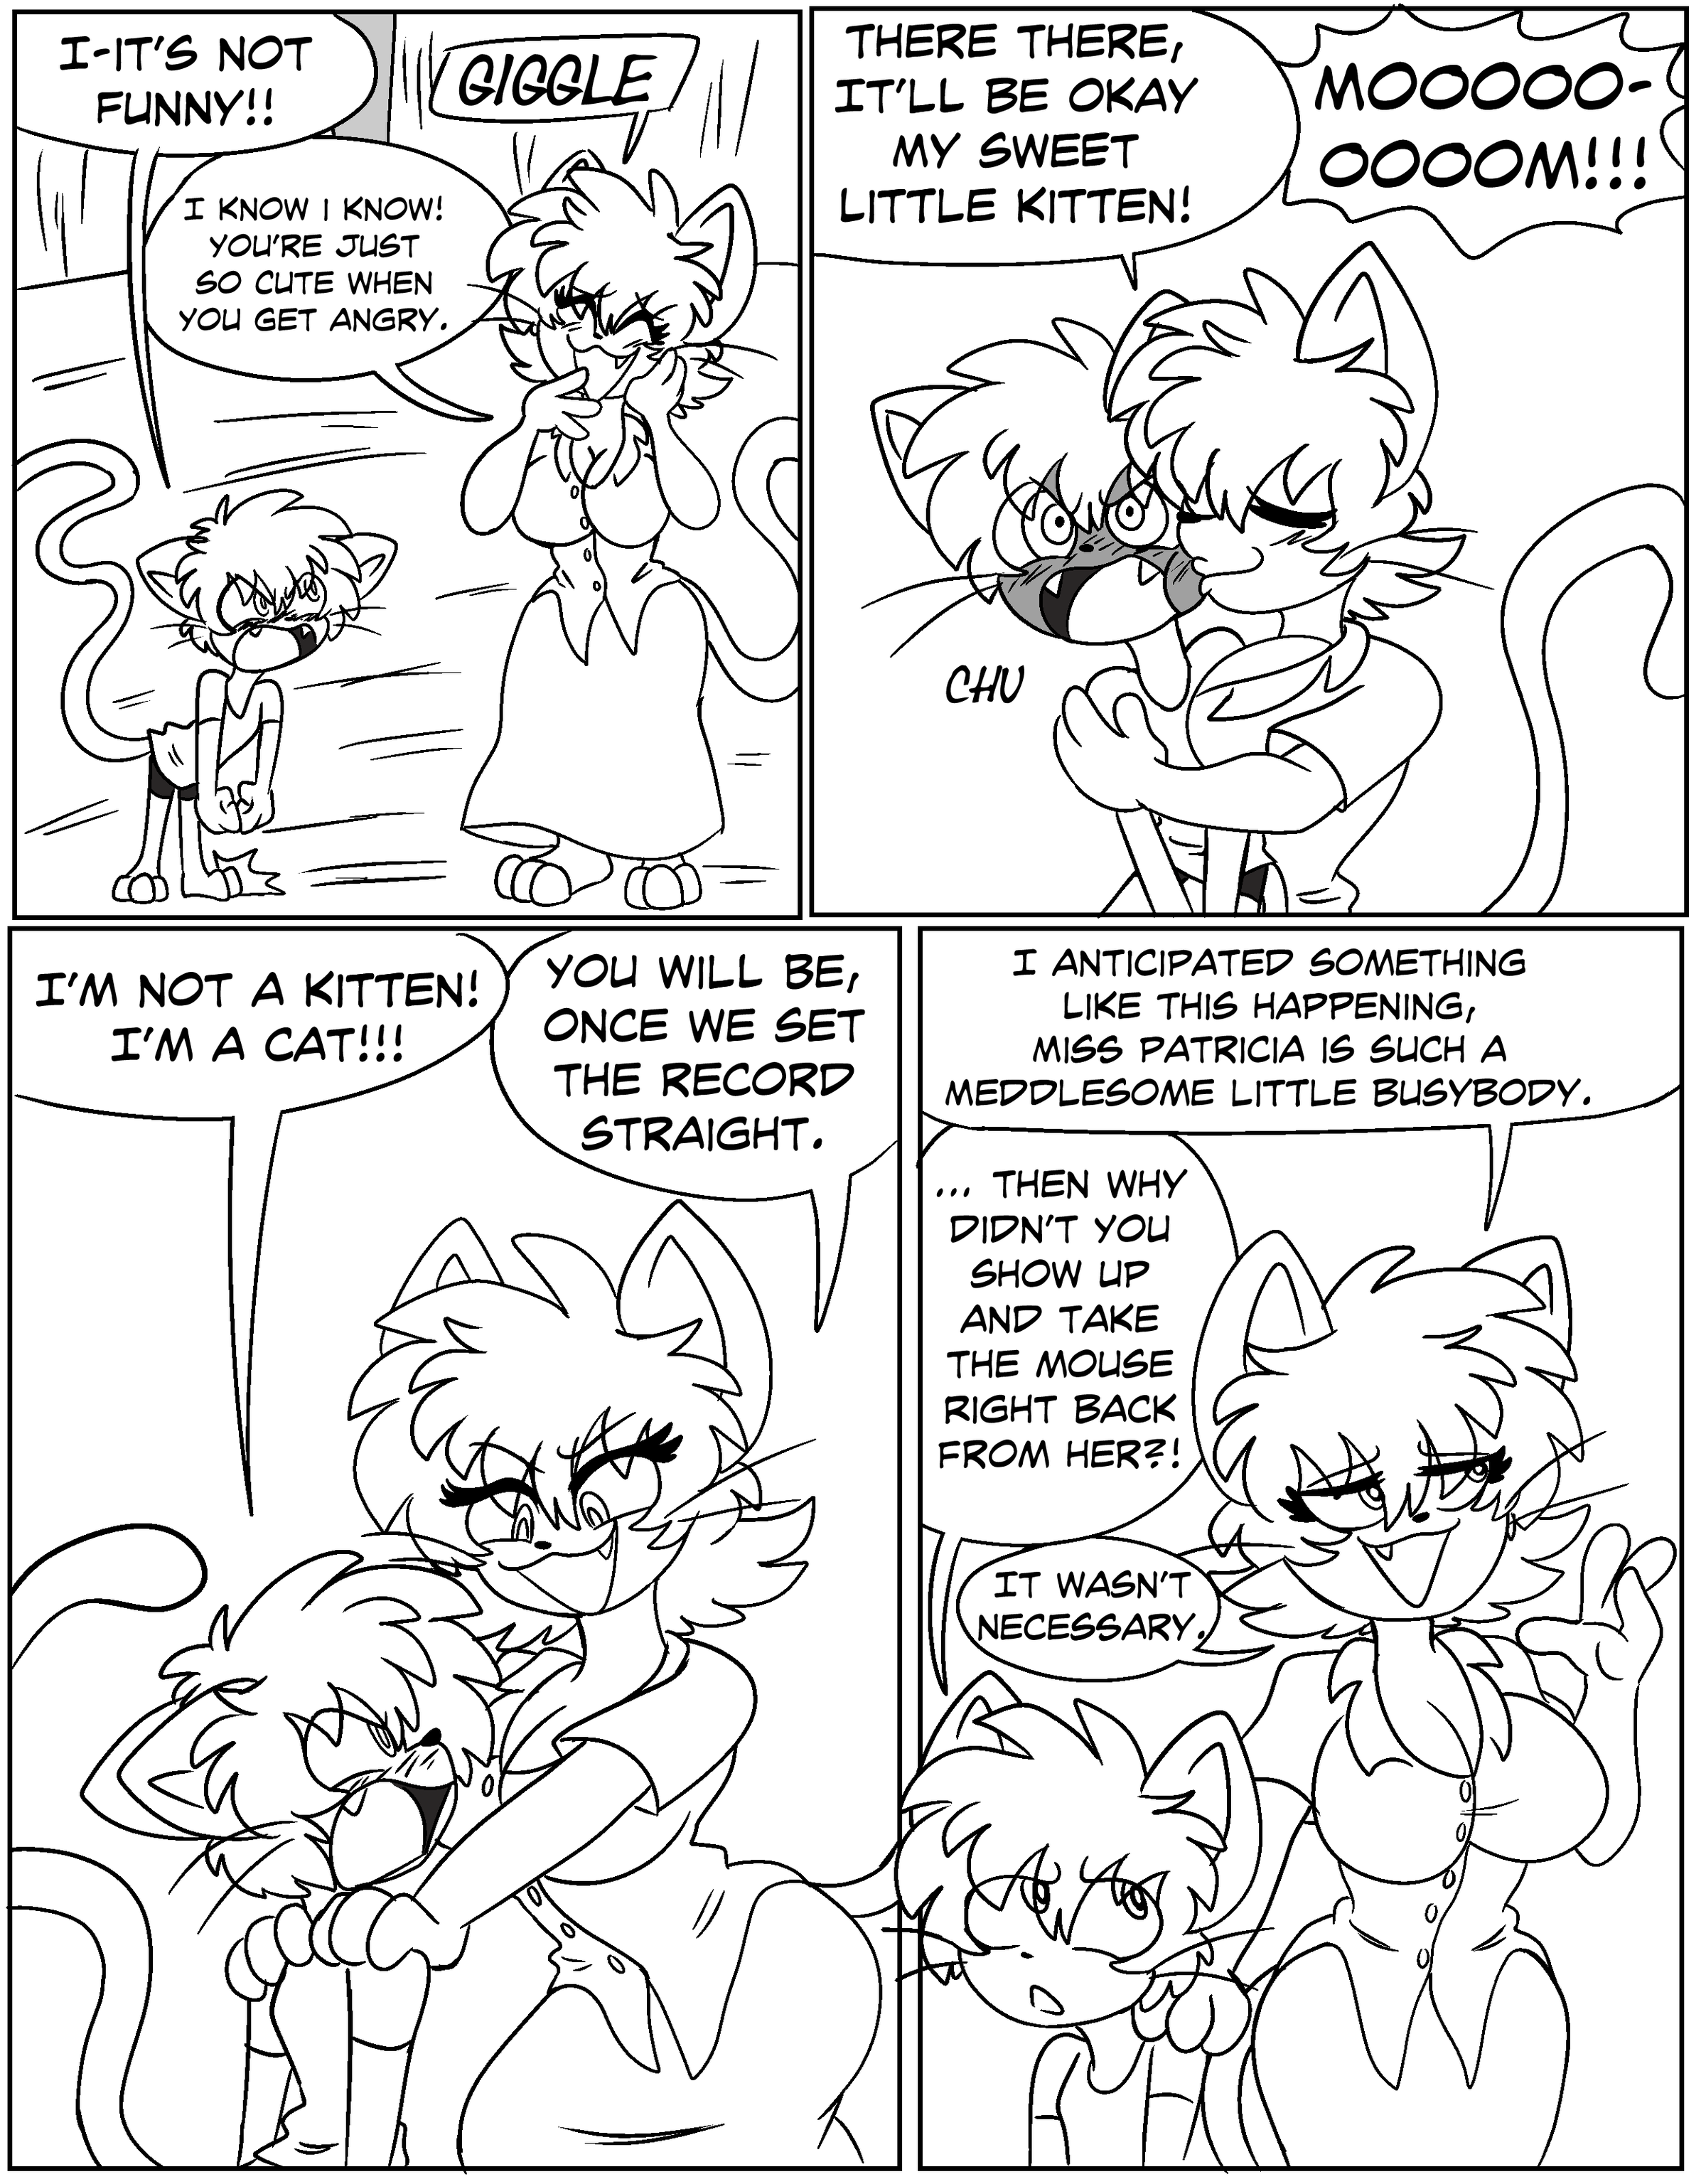 I-IT'S NOT
FUNNY!!
GIGGLE
I KNOW I KNOW!
YOU'RE JUST
SO CUTE WHEN
YOU GET ANGRY.
THERE THERE,
IT'LL BE OKAY
MY SWEET
LITTLE KITTEN!
MOOOOO-
OOOOM!!!
CHU
I'M NOT A KITTEN!
I'M A CAT!!!
YOU WILL BE,
ONCE WE SET
THE RECORD
STRAIGHT.
I ANTICIPATED SOMETHING
LIKE THIS HAPPENING,
MISS PATRICIA IS SUCH A
MEDDLESOME LITTLE BUSYBODY.
... THEN WHY
DIDN'T YOU
SHOW UP
AND TAKE
THE MOUSE
RIGHT BACK
FROM HER?!
IT WASN'T
NECESSARY.